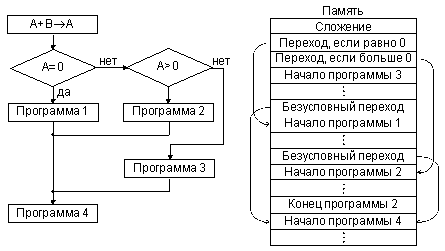 A+B→A
A=0
нет
A>0
нет
да
Программа 1
Программа 2
Программа 3
Программа 4
Память
Сложение
Переход, если равно 0
Переход, если больше 0
Начало программы 3
⋮
Безусловный переход
Начало программы 1
⋮
Безусловный переход
Начало программы 2
⋮
Конец программы 2
Начало программы 4
⋮